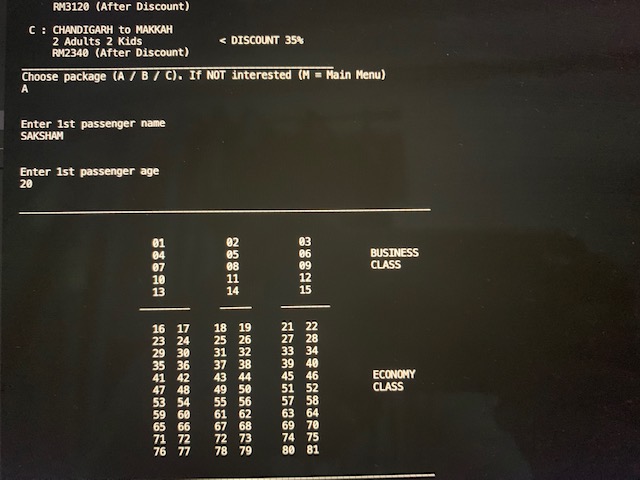 RM3120 (After Discount)
C : CHANDIGARH to MAKKAH
2 Adults 2 Kids < DISCOUNT 35%
RM2340 (After Discount)
Choose package (A / B / C). If NOT interested (M = Main Menu)
A
Enter 1st passenger name
SAKSHAM
Enter 1st passenger age
20
01 02 03
04 05 06 BUSINESS
07 08 09 CLASS
10 11 12
13 14 15
16 17 18 19 21 22
23 24 25 26 27 28
29 30 31 32 33 34
35 36 37 38 39 40
41 42 43 44 45 46 ECONOMY
47 48 49 50 51 52 CLASS
53 54 55 56 57 58
59 60 61 62 63 64
65 66 67 68 69 70
71 72 72 73 74 75
76 77 78 79 80 81